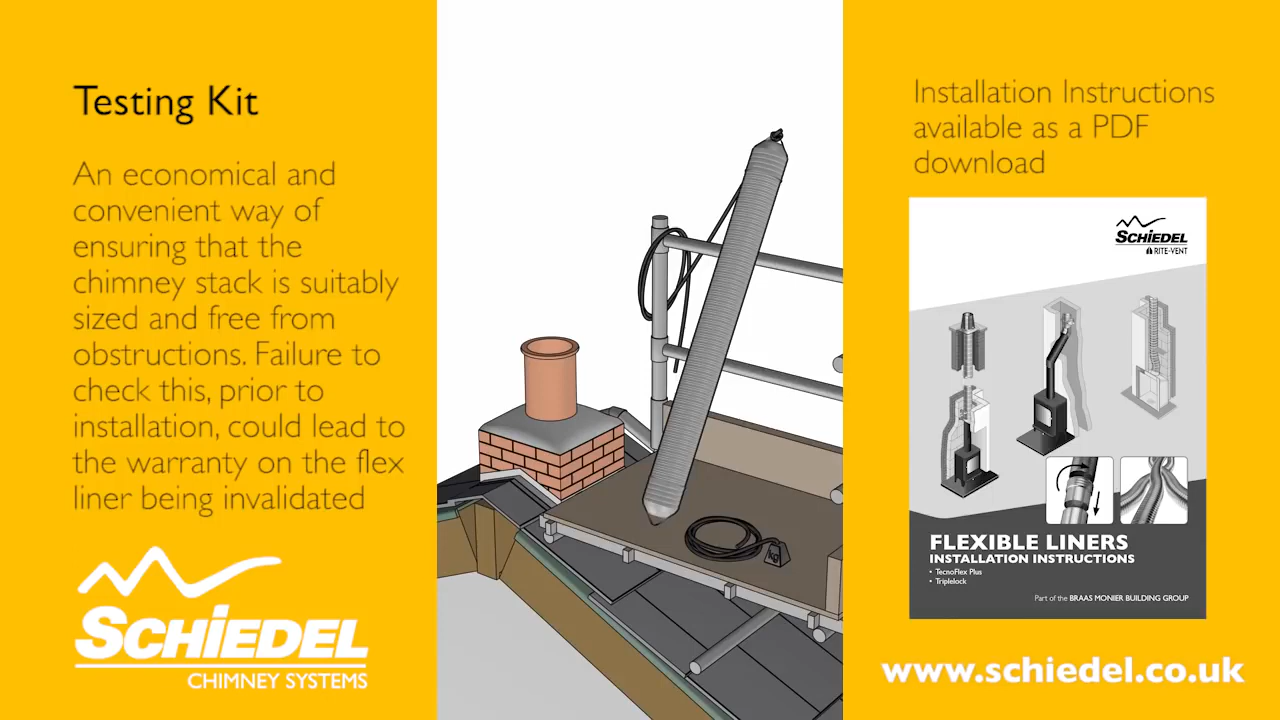 Testing Kit
An economical and
convenient way of
ensuring that the
chimney stack is suitably
sized and free from
obstructions. Failure to
check this, prior to
installation, could lead to
the warranty on the flex
liner being invalidated
SCHiEDEL
CHIMNEY SYSTEMS
kg
Installation Instructions
available as a PDF
download
SCHiEDEL
RITE-VENT
FLEXIBLE LINERS
INSTALLATION INSTRUCTIONS
• TecnoFlex Plus
• Triplelock
Part of the BRAAS MONIER BUILDING GROUP
www.schiedel.co.uk